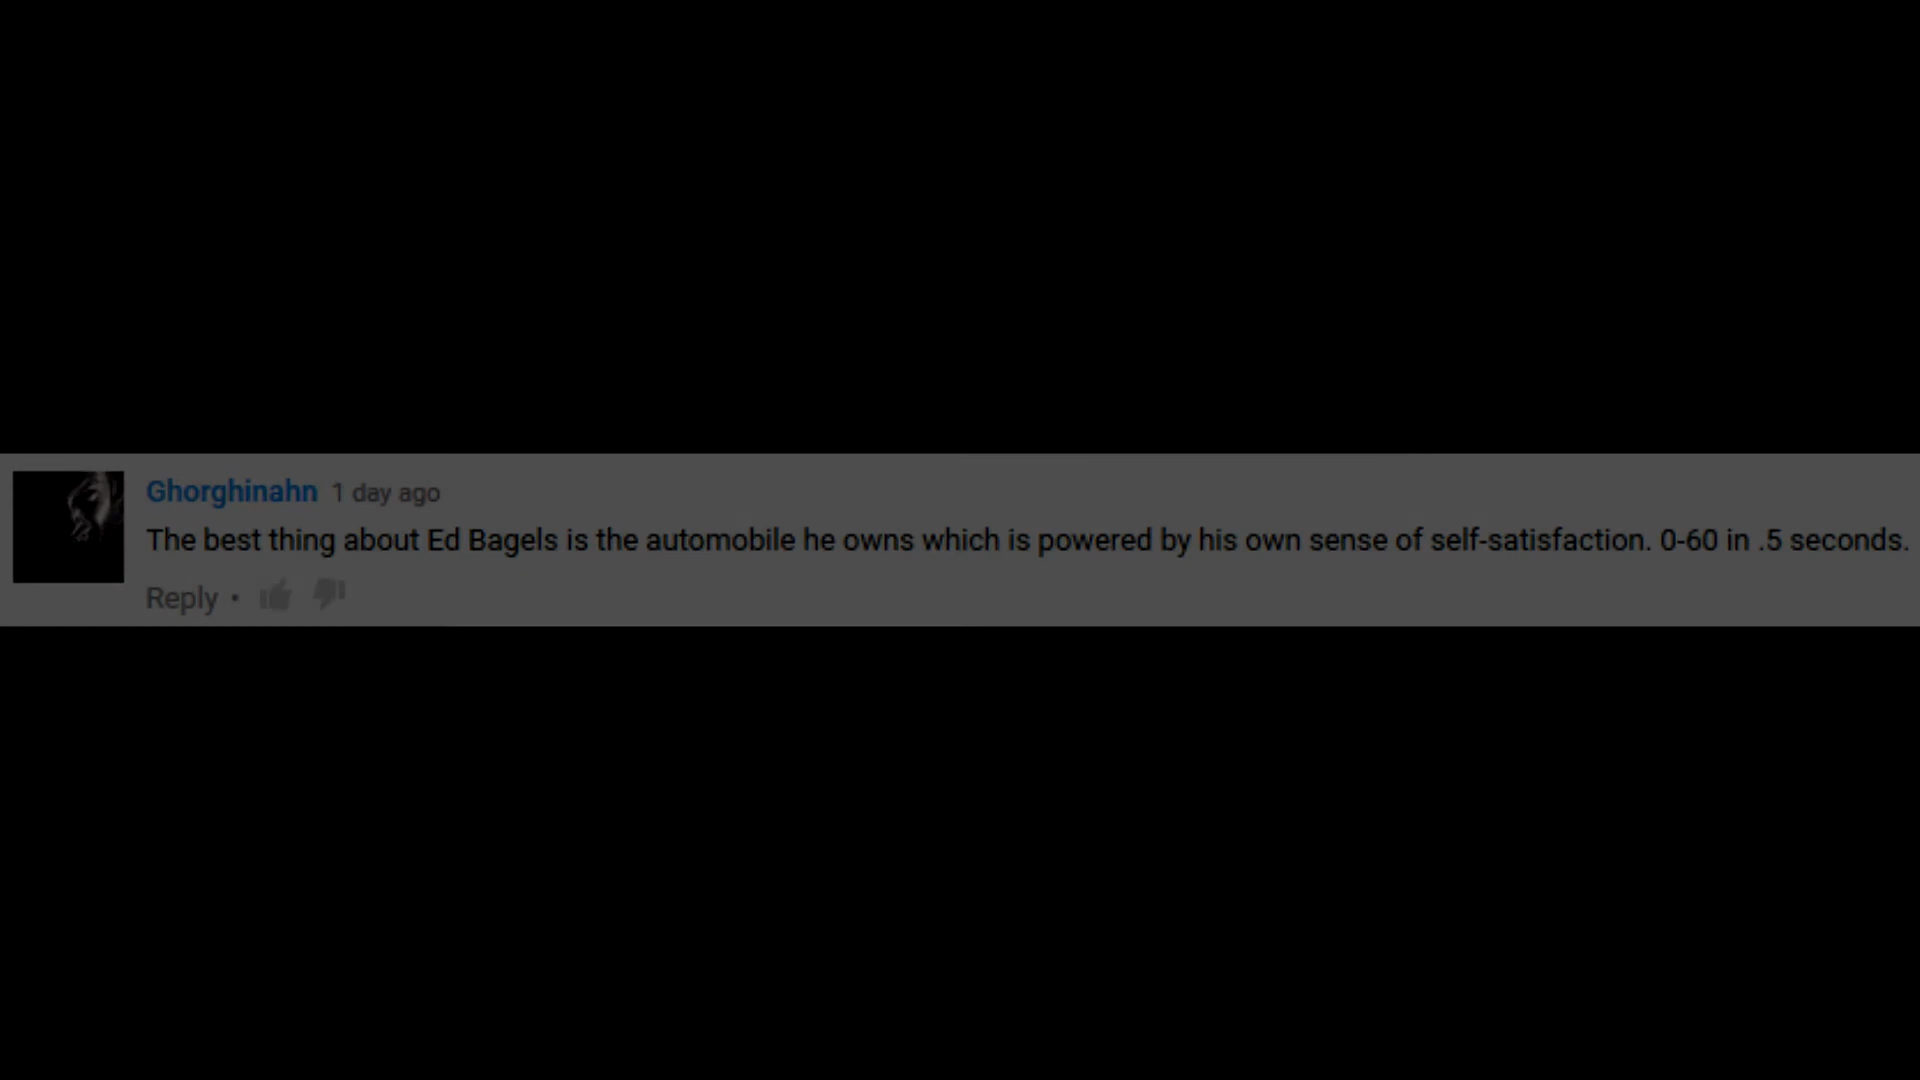 Ghorghinahn 1 day ago
The best thing about Ed Bagels is the automobile he owns which is powered by his own sense of self-satisfaction. 0-60 in .5 seconds.
Reply •